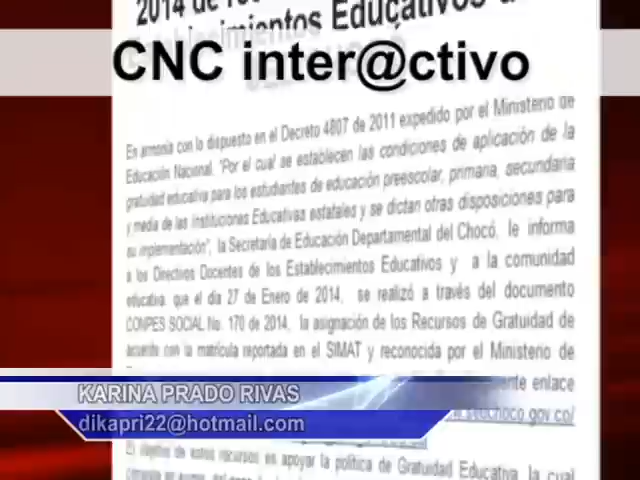 2014 de
Establecimientos Educativos
CNC inter@ctivo
En armonía con lo dispuesto en el Decreto 4807 de 2011 expedido por el Ministerio de
Educación Nacional, "Por el cual se establecen las condiciones de aplicación de la
gratuidad educativa para los estudiantes de educación preescolar, primaria, secundaria
y media de las Instituciones Educativas estatales y se dictan otras disposiciones para
su implementación", la Secretaría de Educación Departamental del Chocó, le informa
a los Directivos Docentes de los Establecimientos Educativos y a la comunidad
educativa que el día 27 de Enero de 2014, se realizó a través del documento
CONPES SOCIAL No. 170 de 2014, la asignación de los Recursos de Gratuidad de
acuerdo con la matrícula reportada en el SIMAT y reconocida por el Ministerio de
enlace
KARINA PRADO RIVAS
dikapri22@hotmail.com
El objetivo de estos recursos es apoyar la política de Gratuidad Educativa, la cual